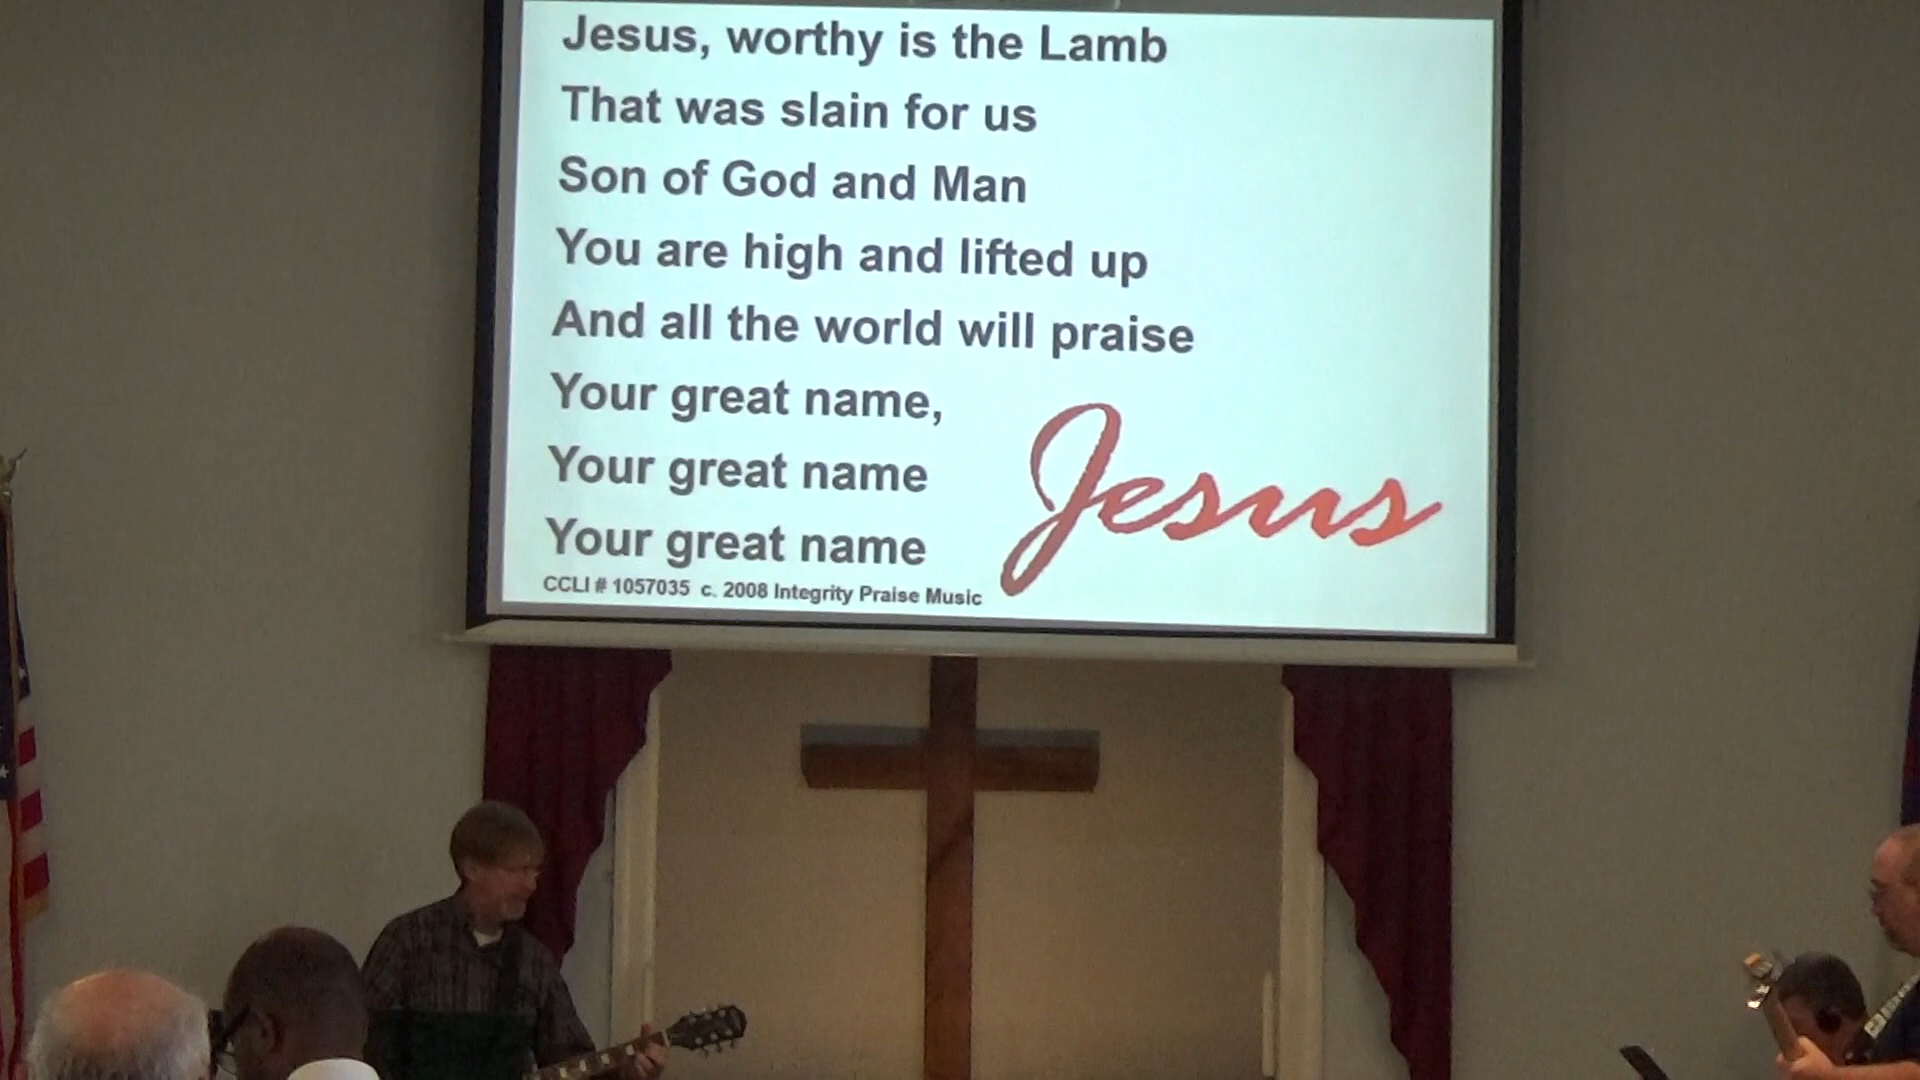 Jesus, worthy is the Lamb
That was slain for us
Son of God and Man
You are high and lifted up
And all the world will praise
Your great name,
Your great name
Your great name
Jesus
CCLI # 1057035 c. 2008 Integrity Praise Music